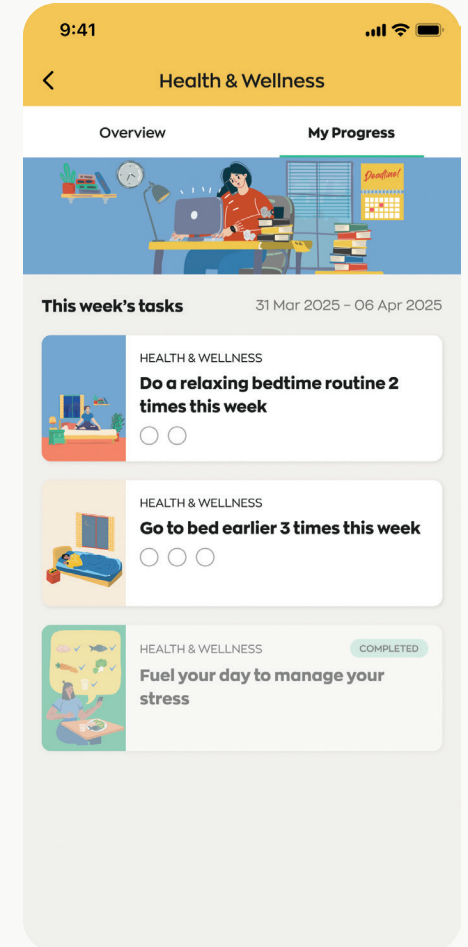 9:41
Health & Wellness
Overview
My Progress
Deadline!
This week's tasks
31 Mar 2025 – 06 Apr 2025
HEALTH & WELLNESS
Do a relaxing bedtime routine 2
times this week
HEALTH & WELLNESS
Go to bed earlier 3 times this week
HEALTH & WELLNESS
COMPLETED
Fuel your day to manage your
stress